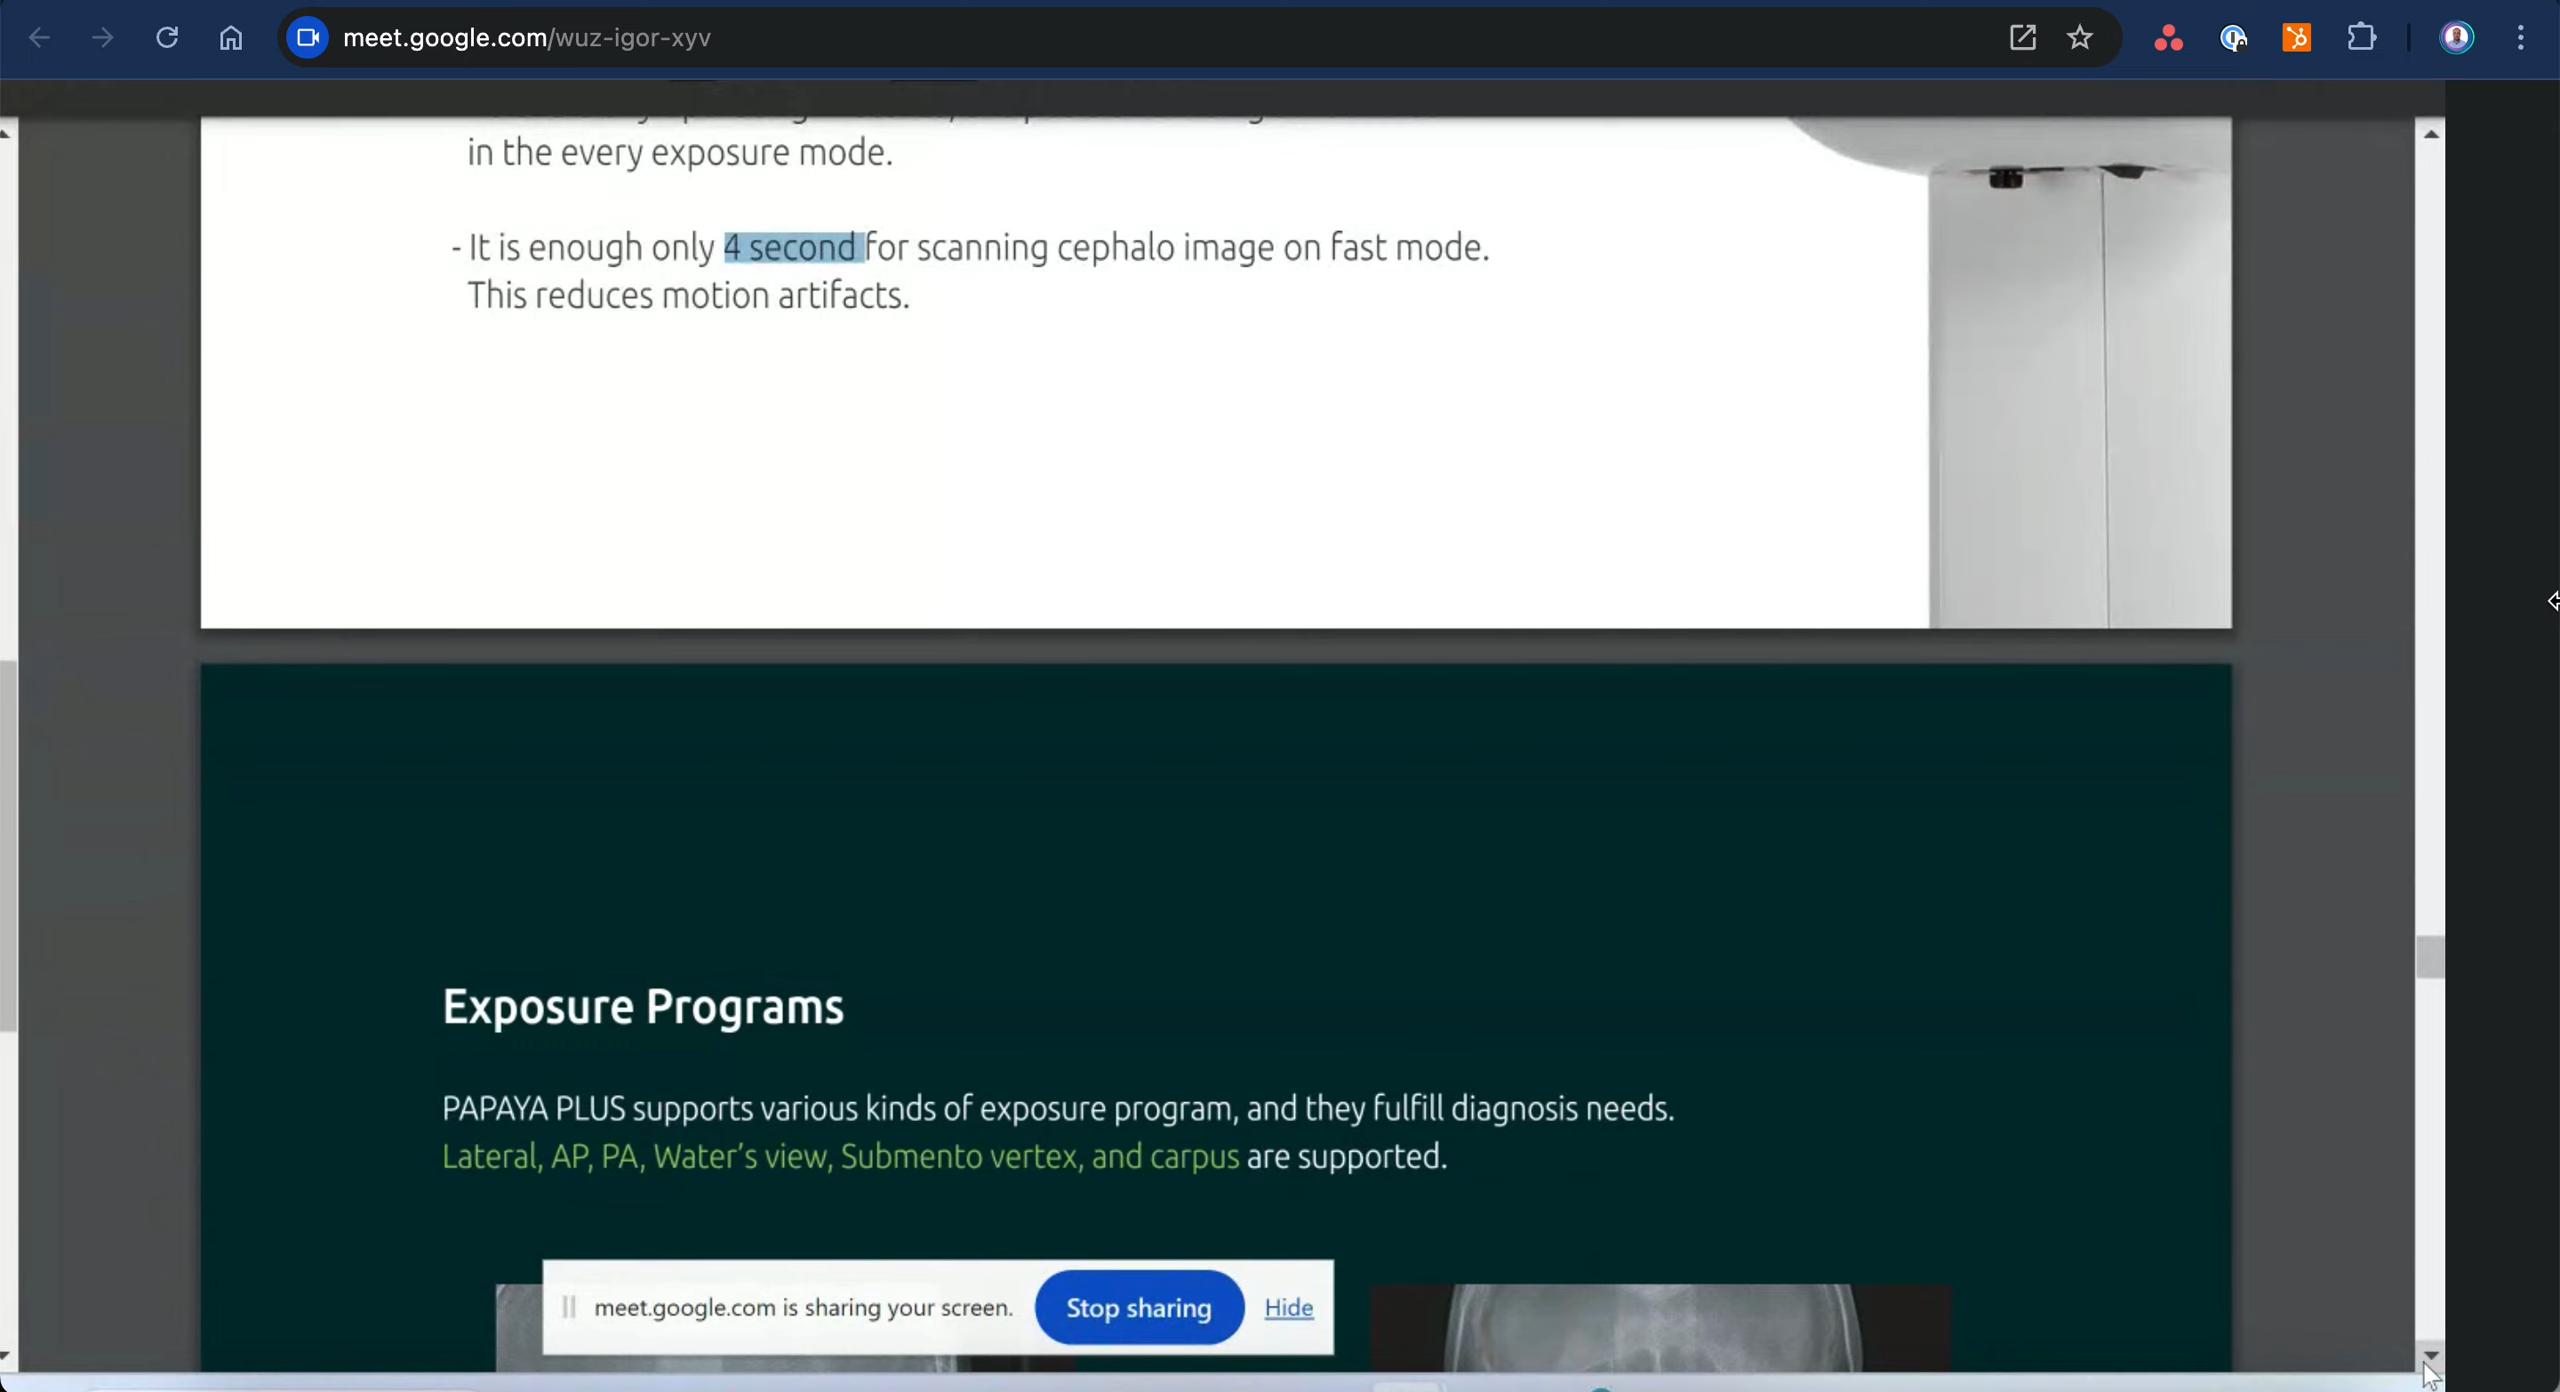 meet.google.com/wuz-igor-xyv
in the every exposure mode.
- It is enough only 4 second for scanning cephalo image on fast mode.
This reduces motion artifacts.
Exposure Programs
PAPAYA PLUS supports various kinds of exposure program, and they fulfill diagnosis needs.
Lateral, AP, PA, Water’s view, Submento vertex, and carpus are supported.
meet.google.com is sharing your screen. Stop sharing Hide